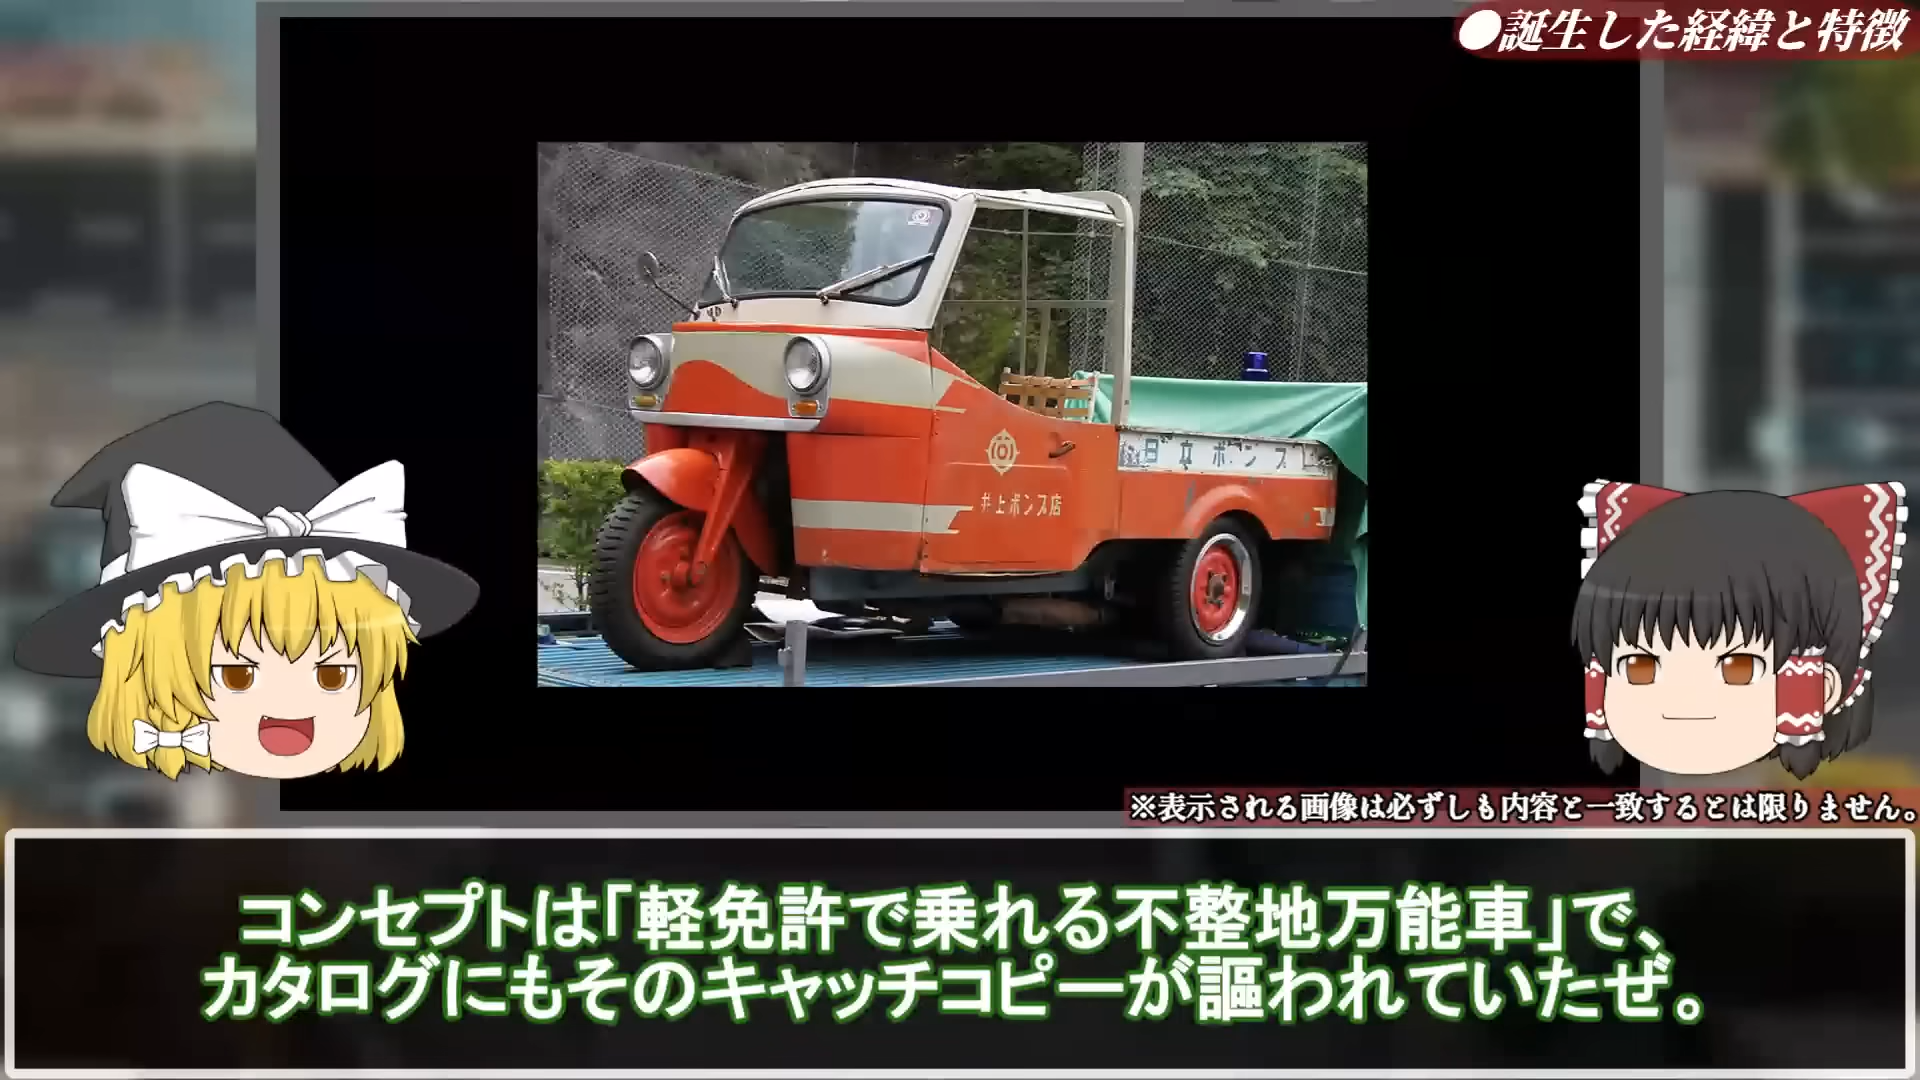 ●誕生した経緯と特徴
日立ポンプ
井上ポンプ店
※表示される画像は必ずしも内容と一致するとは限りません。
コンセプトは「軽免許で乗れる不整地万能車」で、
カタログにもそのキャッチコピーが謳われていたぜ。